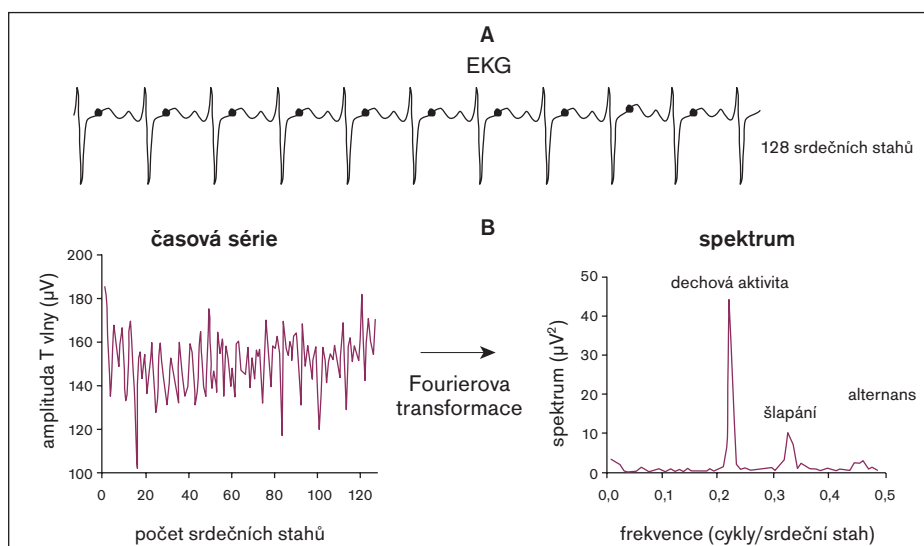 A
EKG
128 srdečních stahů
B
časová série
amplituda T vlny (µV)
200
180
160
140
120
100
0 20 40 60 80 100 120
počet srdečních stahů
Fourierova
transformace
spektrum
spektrum (µV²)
50
40
30
20
10
0
dechová aktivita
šlapání
alternans
0,0 0,1 0,2 0,3 0,4 0,5
frekvence (cykly/srdeční stah)